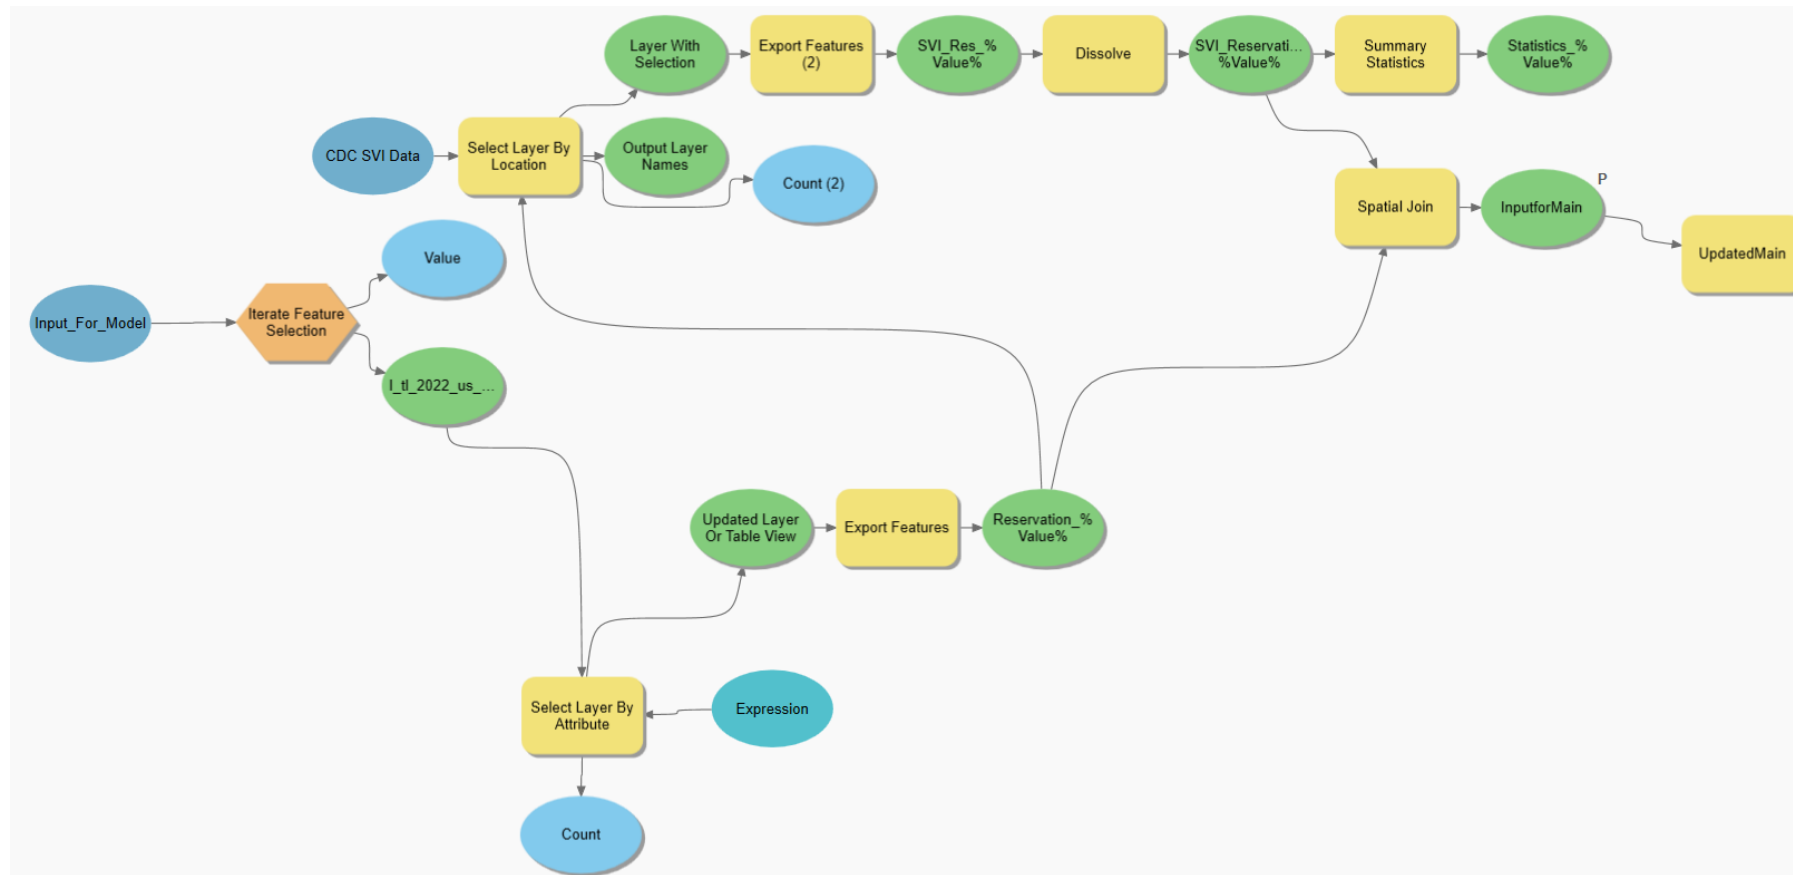 Layer With
Selection
Export Features
(2)
SVI_Res_%
Value%
Dissolve
SVI_Reservati...
%Value%
Summary
Statistics
Statistics_%
Value%
CDC SVI Data
Select Layer By
Location
Output Layer
Names
Count (2)
Spatial Join
InputforMain
P
UpdatedMain
Value
Input_For_Model
Iterate Feature
Selection
I_tl_2022_us_...
Updated Layer
Or Table View
Export Features
Reservation_%
Value%
Select Layer By
Attribute
Expression
Count